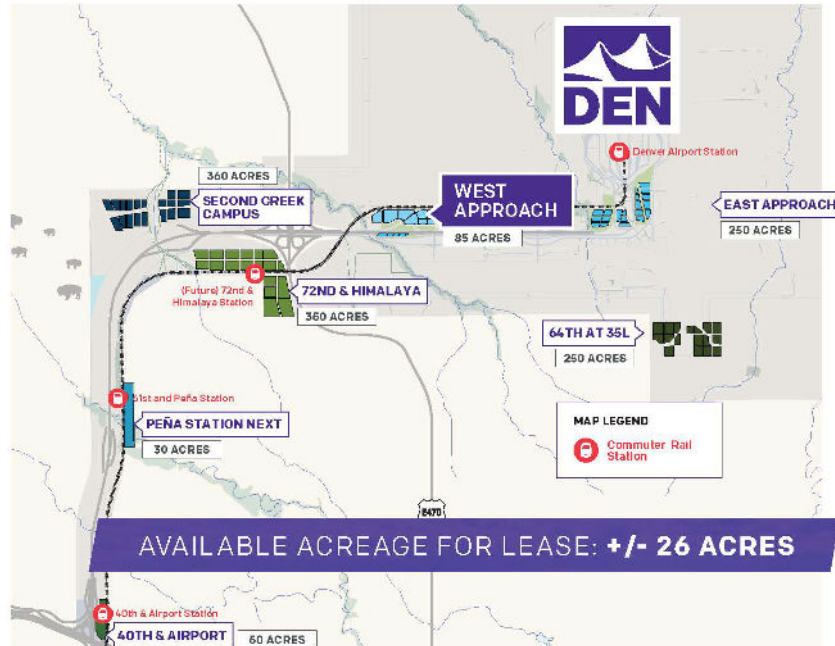 DEN
Denver Airport Station
360 ACRES
SECOND CREEK
CAMPUS
WEST
APPROACH
85 ACRES
EAST APPROACH
250 ACRES
(Future) 72nd &
Himalaya Station
72ND & HIMALAYA
360 ACRES
64TH AT 35L
250 ACRES
61st and Peña Station
PEÑA STATION NEXT
30 ACRES
MAP LEGEND
Commuter Rail
Station
E470
AVAILABLE ACREAGE FOR LEASE: +/- 26 ACRES
40th & Airport Station
40TH & AIRPORT
60 ACRES